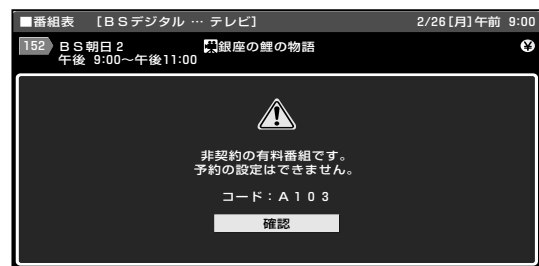 ■番組表 [BSデジタル … テレビ] 2/26[月]午前 9:00
152 BS朝日2 銀座の鯉の物語 ¥
午後 9:00〜午後11:00
非契約の有料番組です。
予約の設定はできません。
コード:A103
確認